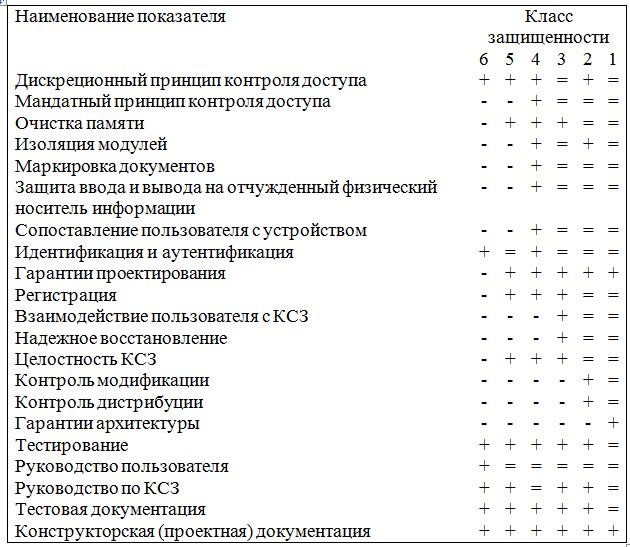 Наименование показателя Класс
защищенности
6 5 4 3 2 1
Дискреционный принцип контроля доступа + + + = + =
Мандатный принцип контроля доступа - - + = = =
Очистка памяти - + + + = =
Изоляция модулей - - + = + =
Маркировка документов - - + = = =
Защита ввода и вывода на отчужденный физический - - + = = =
носитель информации
Сопоставление пользователя с устройством - - + = = =
Идентификация и аутентификация + = + = = =
Гарантии проектирования - + + + + +
Регистрация - + + + = =
Взаимодействие пользователя с КСЗ - - - + = =
Надежное восстановление - - - + = =
Целостность КСЗ - + + + = =
Контроль модификации - - - - + =
Контроль дистрибуции - - - - + =
Гарантии архитектуры - - - - - +
Тестирование + + + + + =
Руководство пользователя + = = = = =
Руководство по КСЗ + + = + + =
Тестовая документация + + + + + =
Конструкторская (проектная) документация + + + + + +